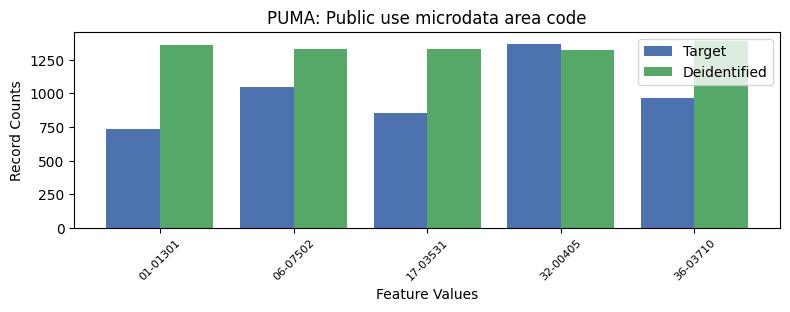 PUMA: Public use microdata area code
Record Counts
1250
1000
750
500
250
0
Target
Deidentified
01-01301
06-07502
17-03531
32-00405
36-03710
Feature Values